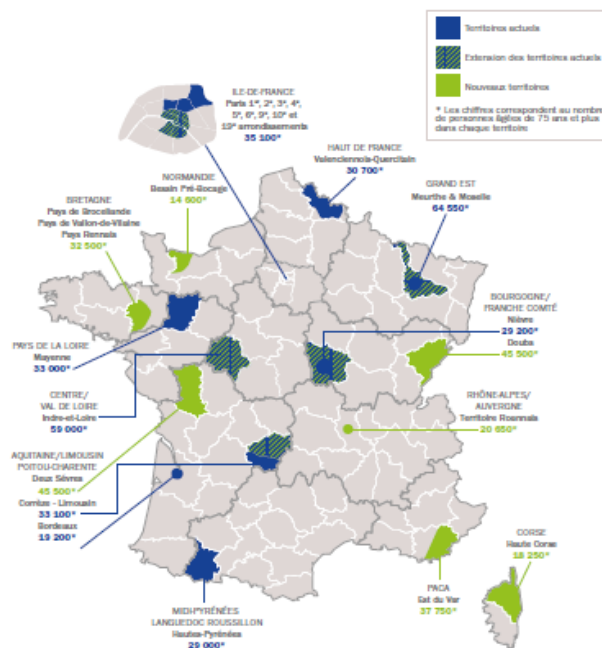 Territoires actuels
Extension des territoires actuels
Nouveaux territoires
* Les chiffres correspondent au nombre
de personnes âgées de 75 ans et plus
dans chaque territoire
ILE-DE-FRANCE
Paris 1er, 2e, 3e, 4e,
5e, 6e, 9e, 10e et
19e arrondissements
35 100*
HAUT DE FRANCE
Valenciennois-Quercitain
30 700*
GRAND EST
Meurthe & Moselle
64 550*
NORMANDIE
Bessin Pré-Bocage
14 600*
BRETAGNE
Pays de Brocéliande
Pays de Vallon-de-Vilaine
Pays Rennais
32 500*
BOURGOGNE/
FRANCHE COMTÉ
Nièvre
29 200*
Doubs
45 500*
PAYS DE LA LOIRE
Mayenne
33 000*
CENTRE/
VAL DE LOIRE
Indre-et-Loire
59 000*
RHÔNE-ALPES/
AUVERGNE
Territoire Roannais
20 650*
AQUITAINE/LIMOUSIN
POITOU-CHARENTE
Deux Sèvres
45 500*
Corrèze - Limousin
33 100*
Bordeaux
19 200*
CORSE
Haute Corse
18 250*
PACA
Est du Var
37 750*
MIDI-PYRÉNÉES
LANGUEDOC ROUSSILLON
Hautes-Pyrénées
29 000*